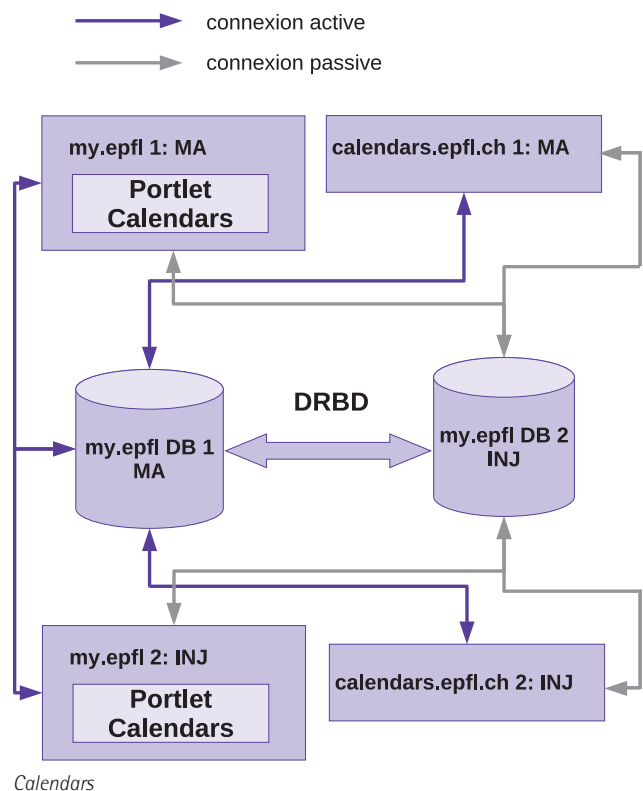 connexion active
connexion passive
my.epfl 1: MA
Portlet
Calendars
calendars.epfl.ch 1: MA
DRBD
my.epfl DB 1
MA
my.epfl DB 2
INJ
my.epfl 2: INJ
Portlet
Calendars
calendars.epfl.ch 2: INJ
Calendars